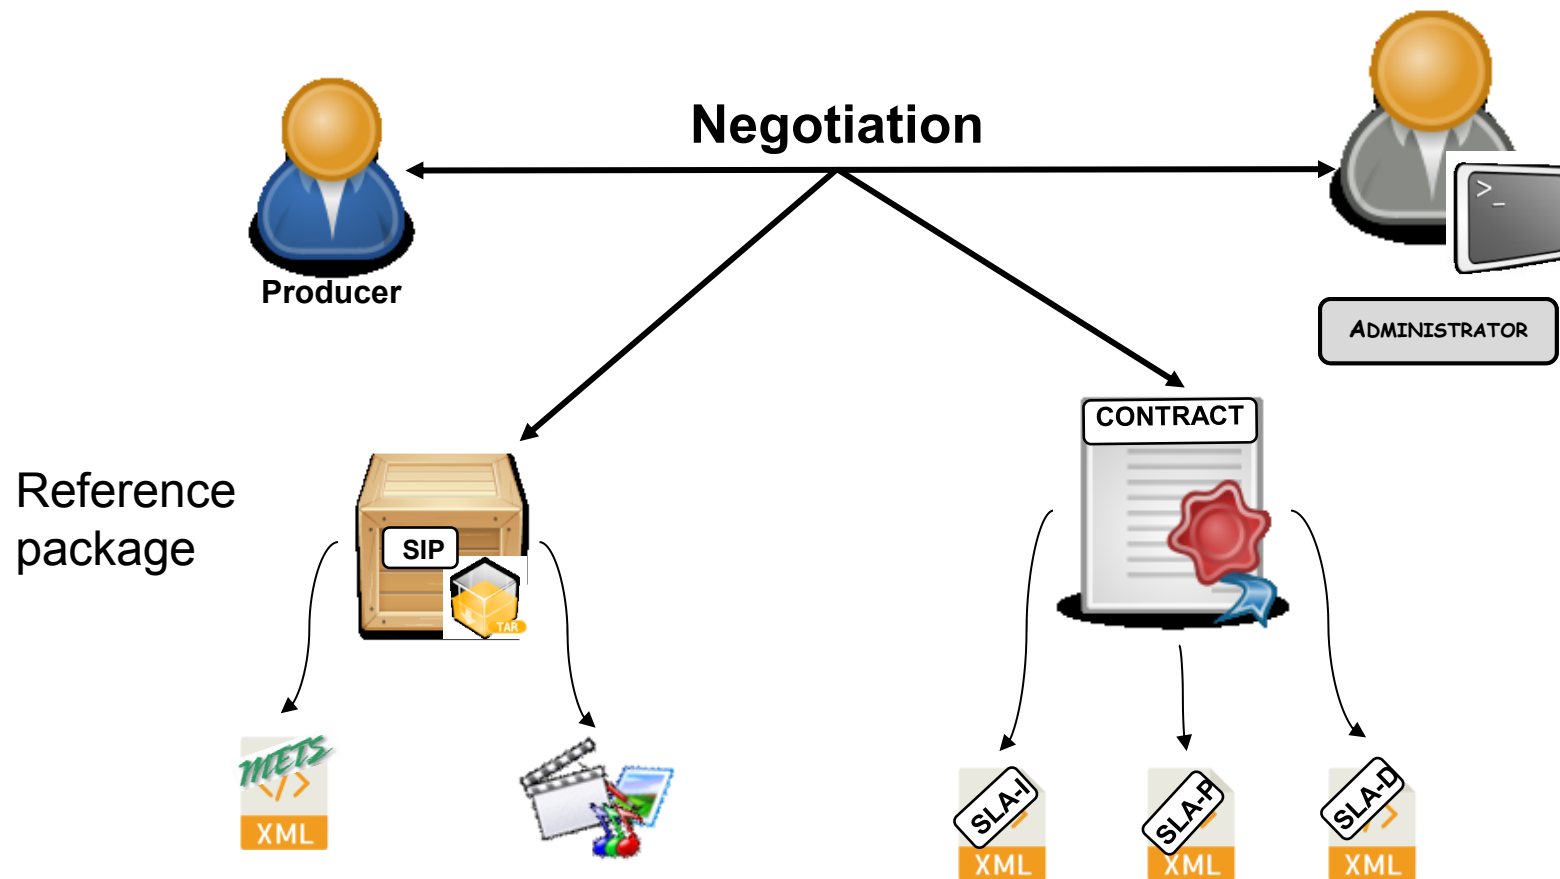 Negotiation
>_
Producer
ADMINISTRATOR
CONTRACT
Reference
package
SIP
TAR
METS
</>
XML
SLA-I
XML
SLA-P
XML
SLA-D
XML